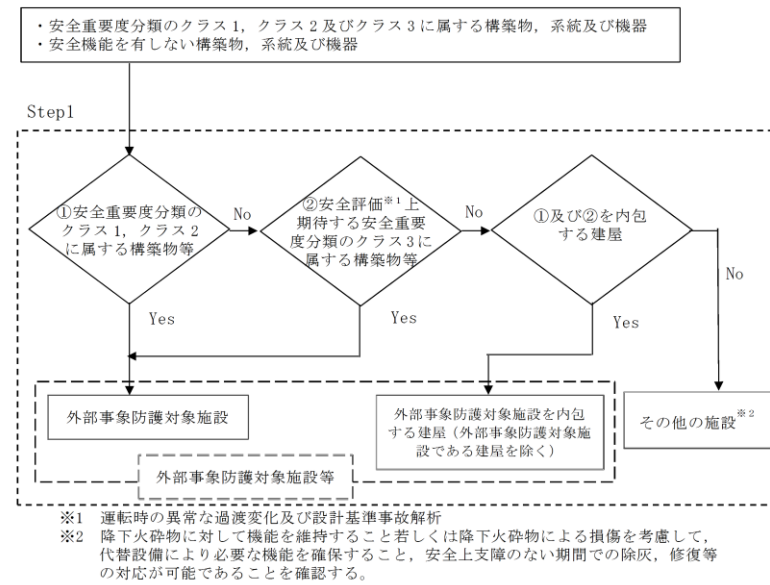 ・安全重要度分類のクラス1，クラス2及びクラス3に属する構築物，系統及び機器
・安全機能を有しない構築物，系統及び機器
Step1
①安全重要度分類の
クラス1，クラス2
に属する構築物等
No
②安全評価※1上
期待する安全重要
度分類のクラス3に
属する構築物等
No
①及び②を内包
する建屋
No
Yes
Yes
Yes
外部事象防護対象施設
外部事象防護対象施設を内包
する建屋（外部事象防護対象施
設である建屋を除く）
その他の施設※2
外部事象防護対象施設等
※1 運転時の異常な過渡変化及び設計基準事故解析
※2 降下火砕物に対して機能を維持すること若しくは降下火砕物による損傷を考慮して，
代替設備により必要な機能を確保すること，安全上支障のない期間での除灰，修復等
の対応が可能であることを確認する。